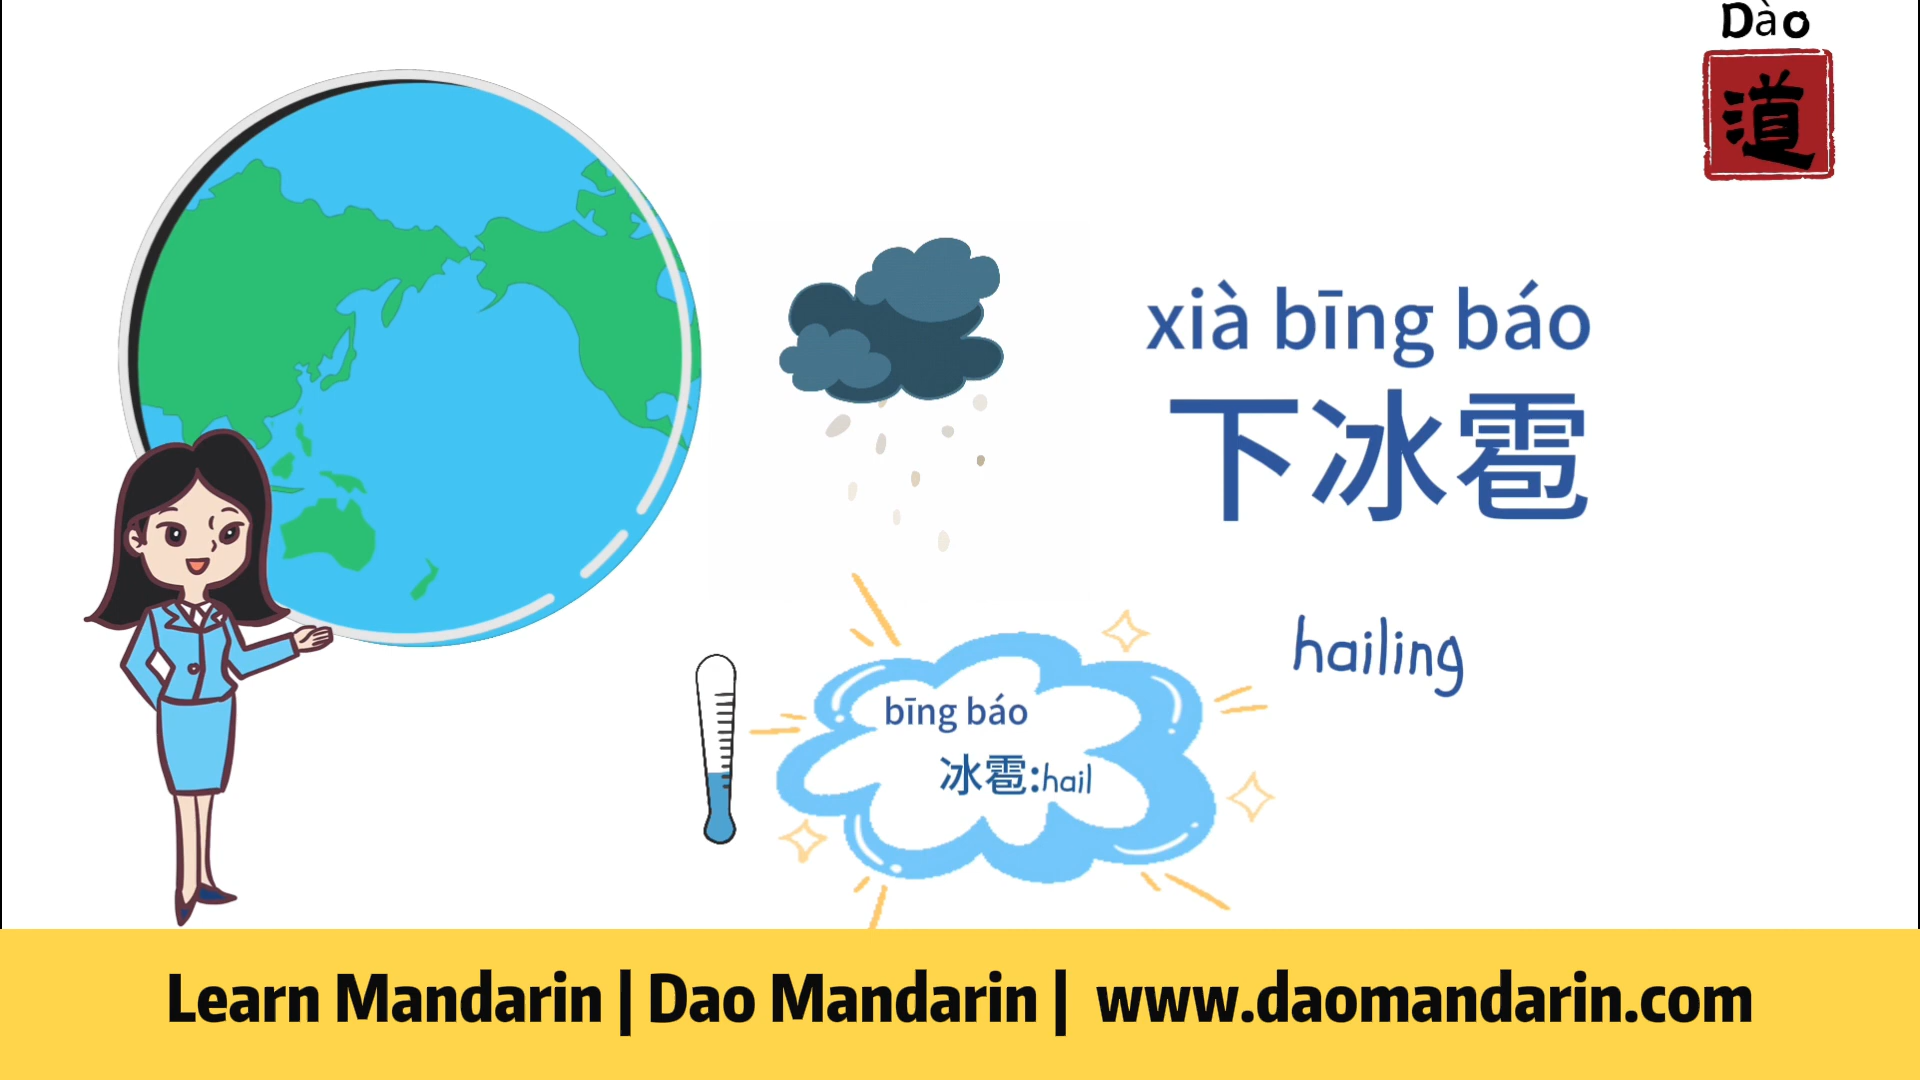 Dào
道
xià bīng báo
下冰雹
hailing
bīng báo
冰雹:hail
Learn Mandarin | Dao Mandarin | www.daomandarin.com